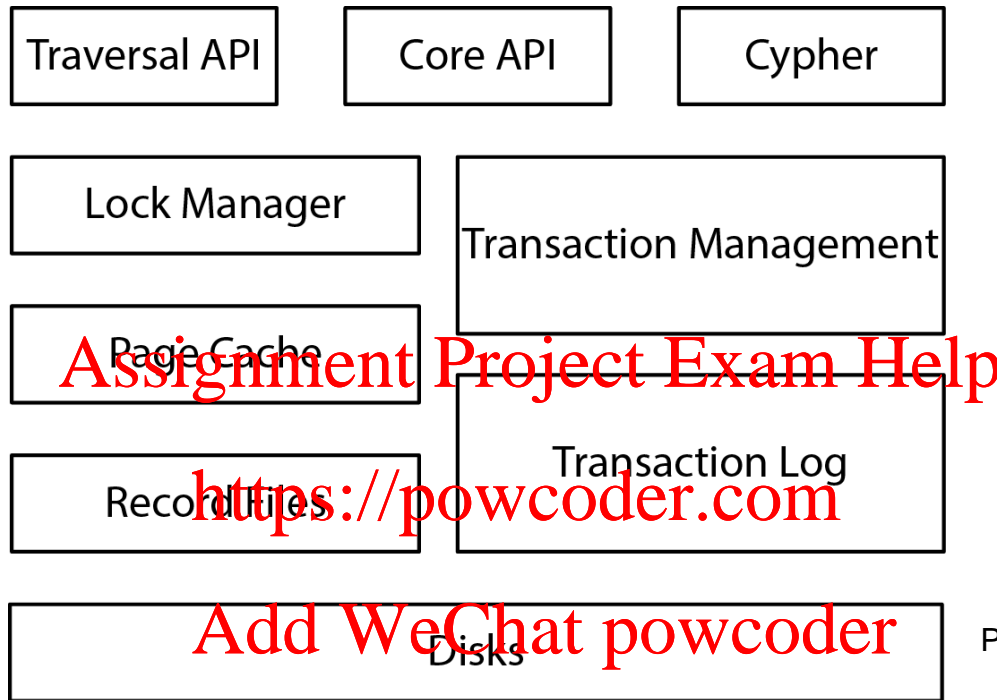 Traversal API
Core API
Cypher
Lock Manager
Transaction Management
Page Cache
Assignment Project Exam Help
Transaction Log
Record Files
https://powcoder.com
Add WeChat powcoder
Disks
P